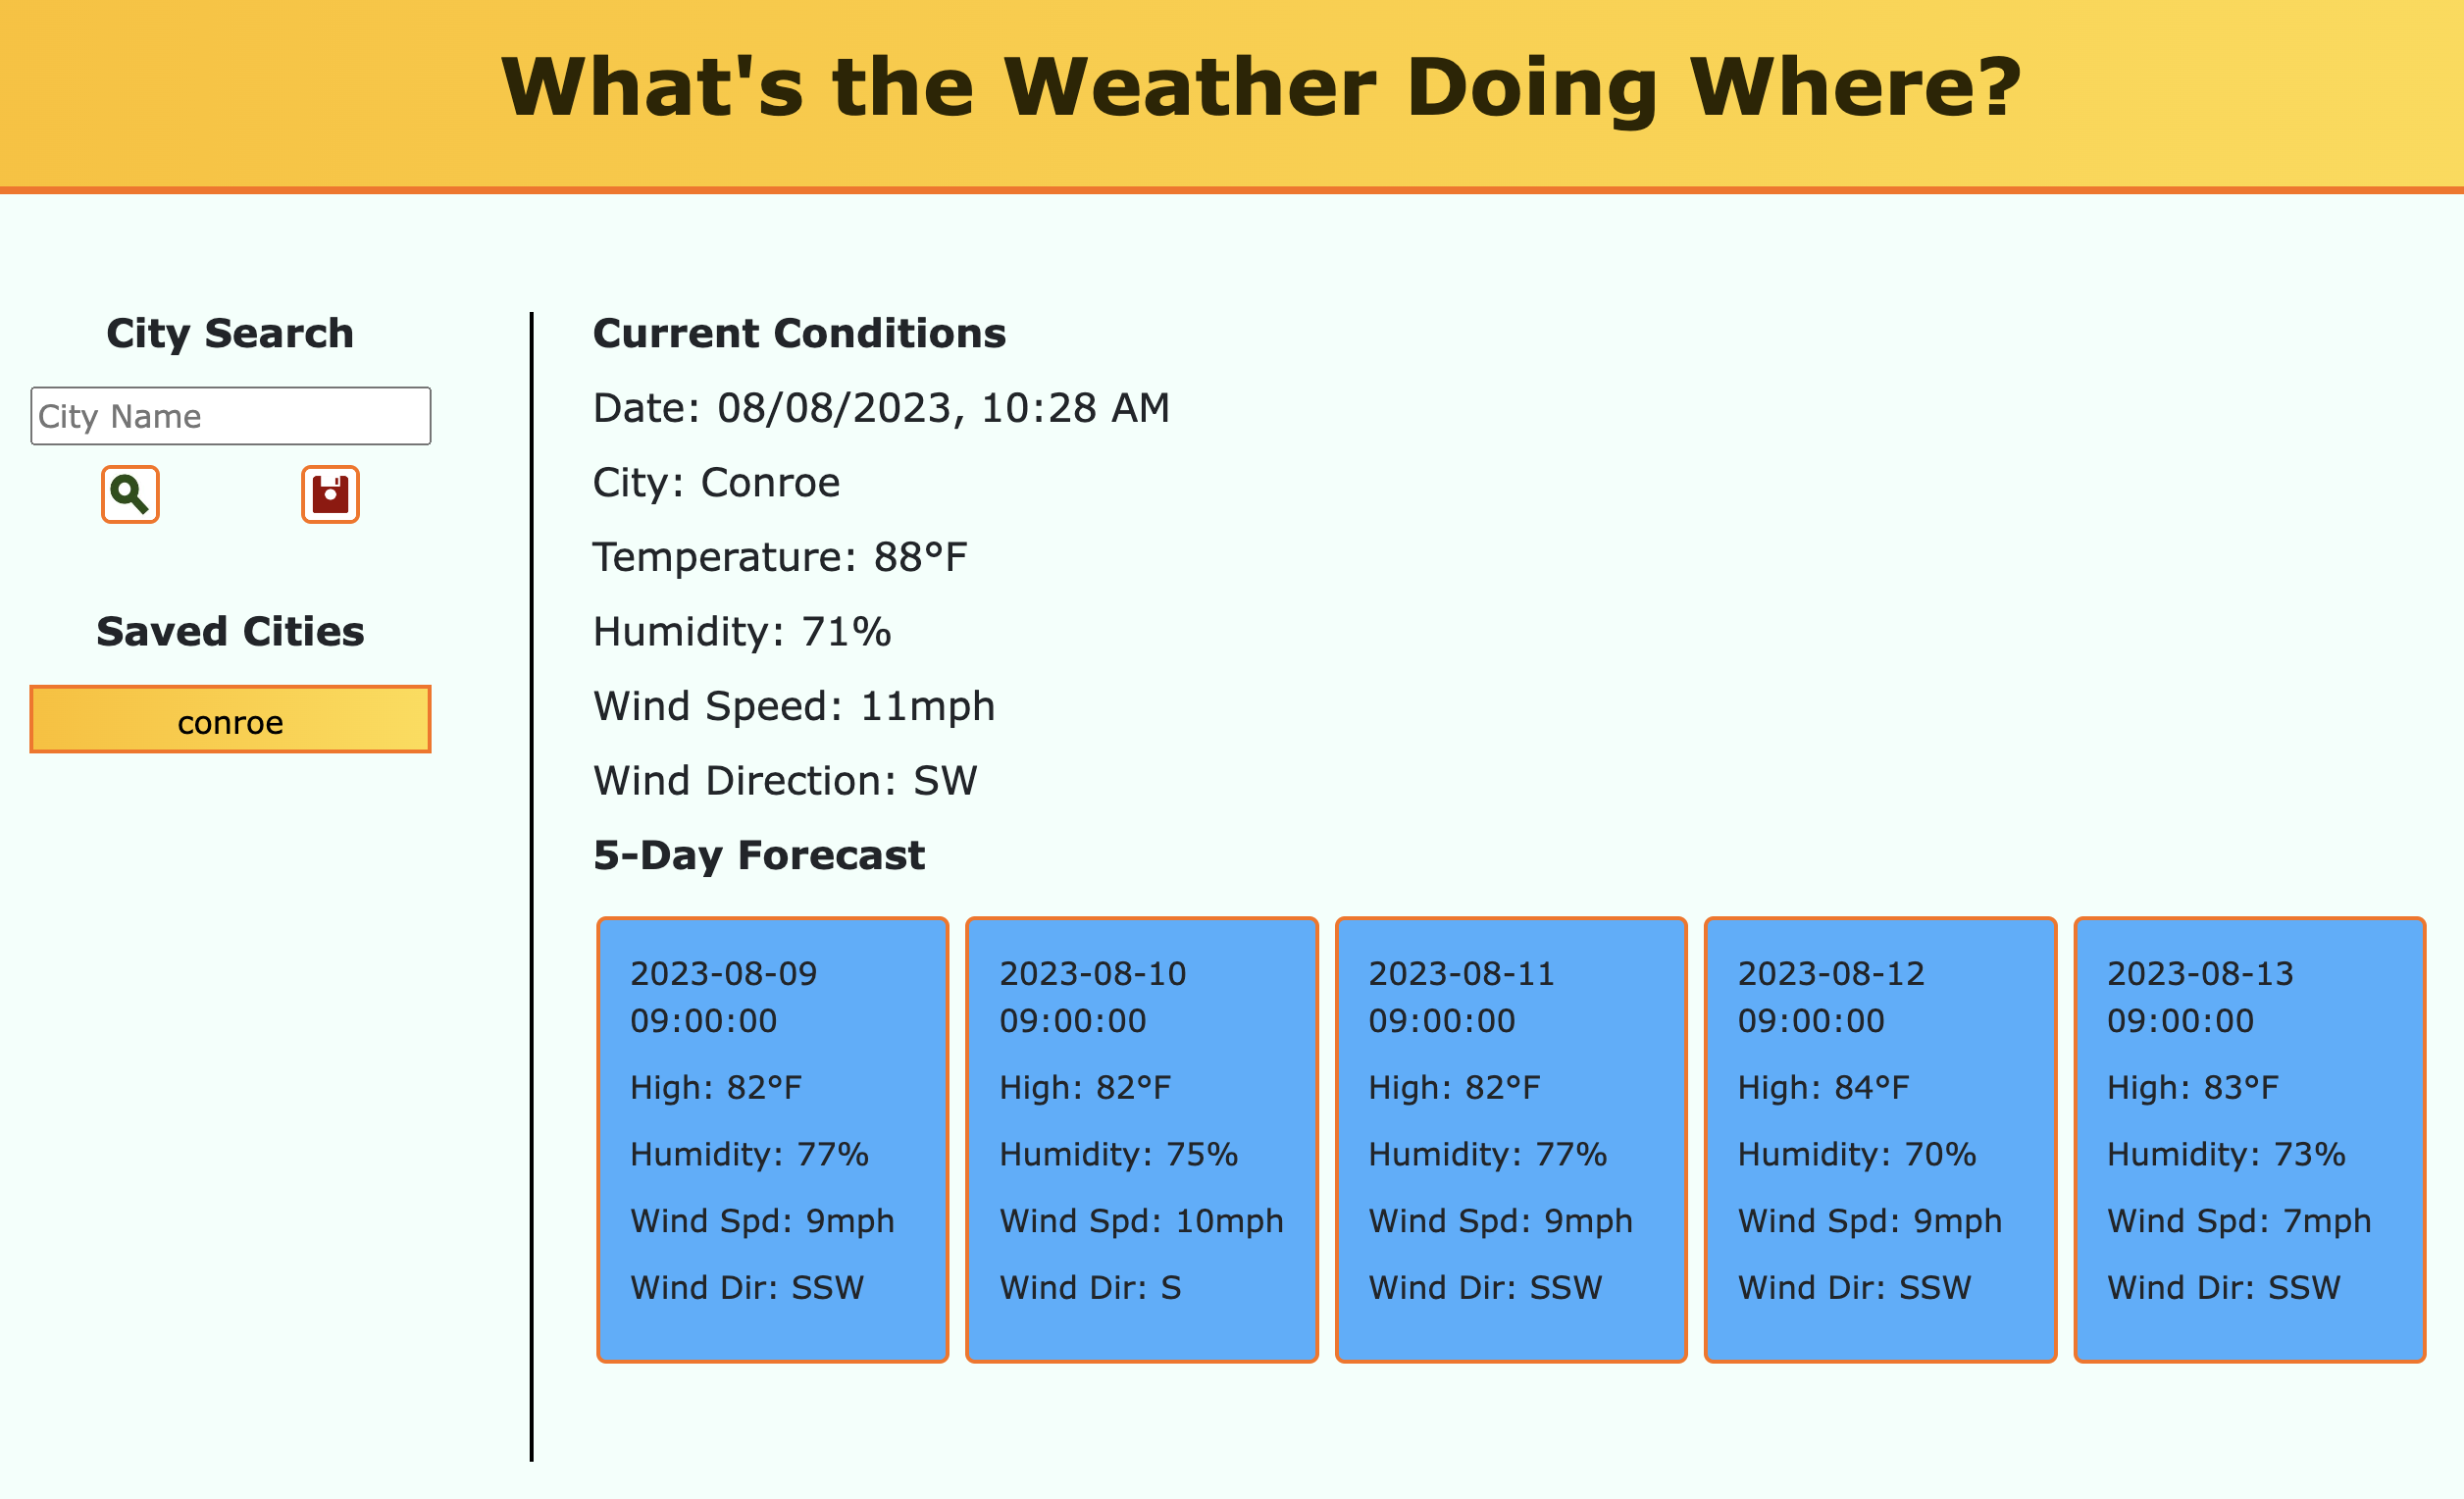 What's the Weather Doing Where?
City Search
City Name
Saved Cities
conroe
Current Conditions
Date: 08/08/2023, 10:28 AM
City: Conroe
Temperature: 88°F
Humidity: 71%
Wind Speed: 11mph
Wind Direction: SW
5-Day Forecast
2023-08-09
09:00:00
High: 82°F
Humidity: 77%
Wind Spd: 9mph
Wind Dir: SSW
2023-08-10
09:00:00
High: 82°F
Humidity: 75%
Wind Spd: 10mph
Wind Dir: S
2023-08-11
09:00:00
High: 82°F
Humidity: 77%
Wind Spd: 9mph
Wind Dir: SSW
2023-08-12
09:00:00
High: 84°F
Humidity: 70%
Wind Spd: 9mph
Wind Dir: SSW
2023-08-13
09:00:00
High: 83°F
Humidity: 73%
Wind Spd: 7mph
Wind Dir: SSW